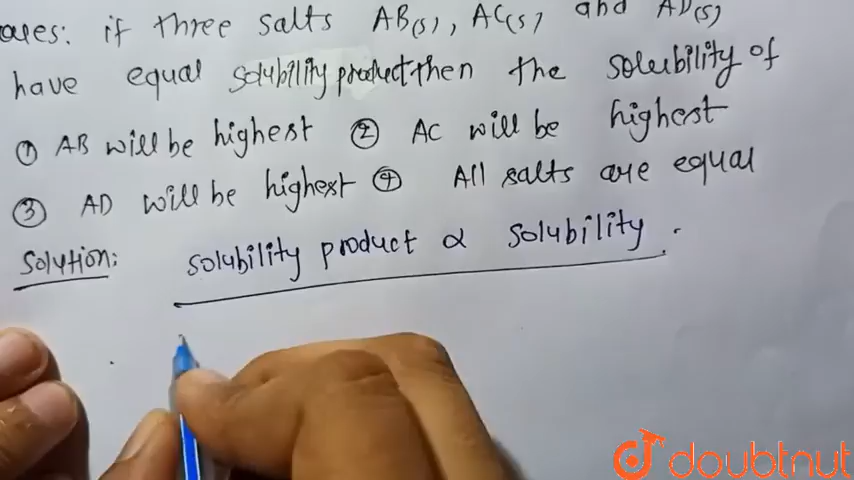 if three salts AB(s), AC(s) and AD(s)
have equal solubility product then the solubility of
① AB will be highest ② AC will be highest
③ AD will be highest ④ All salts are equal
Solution: solubility product α solubility.
doubtnut